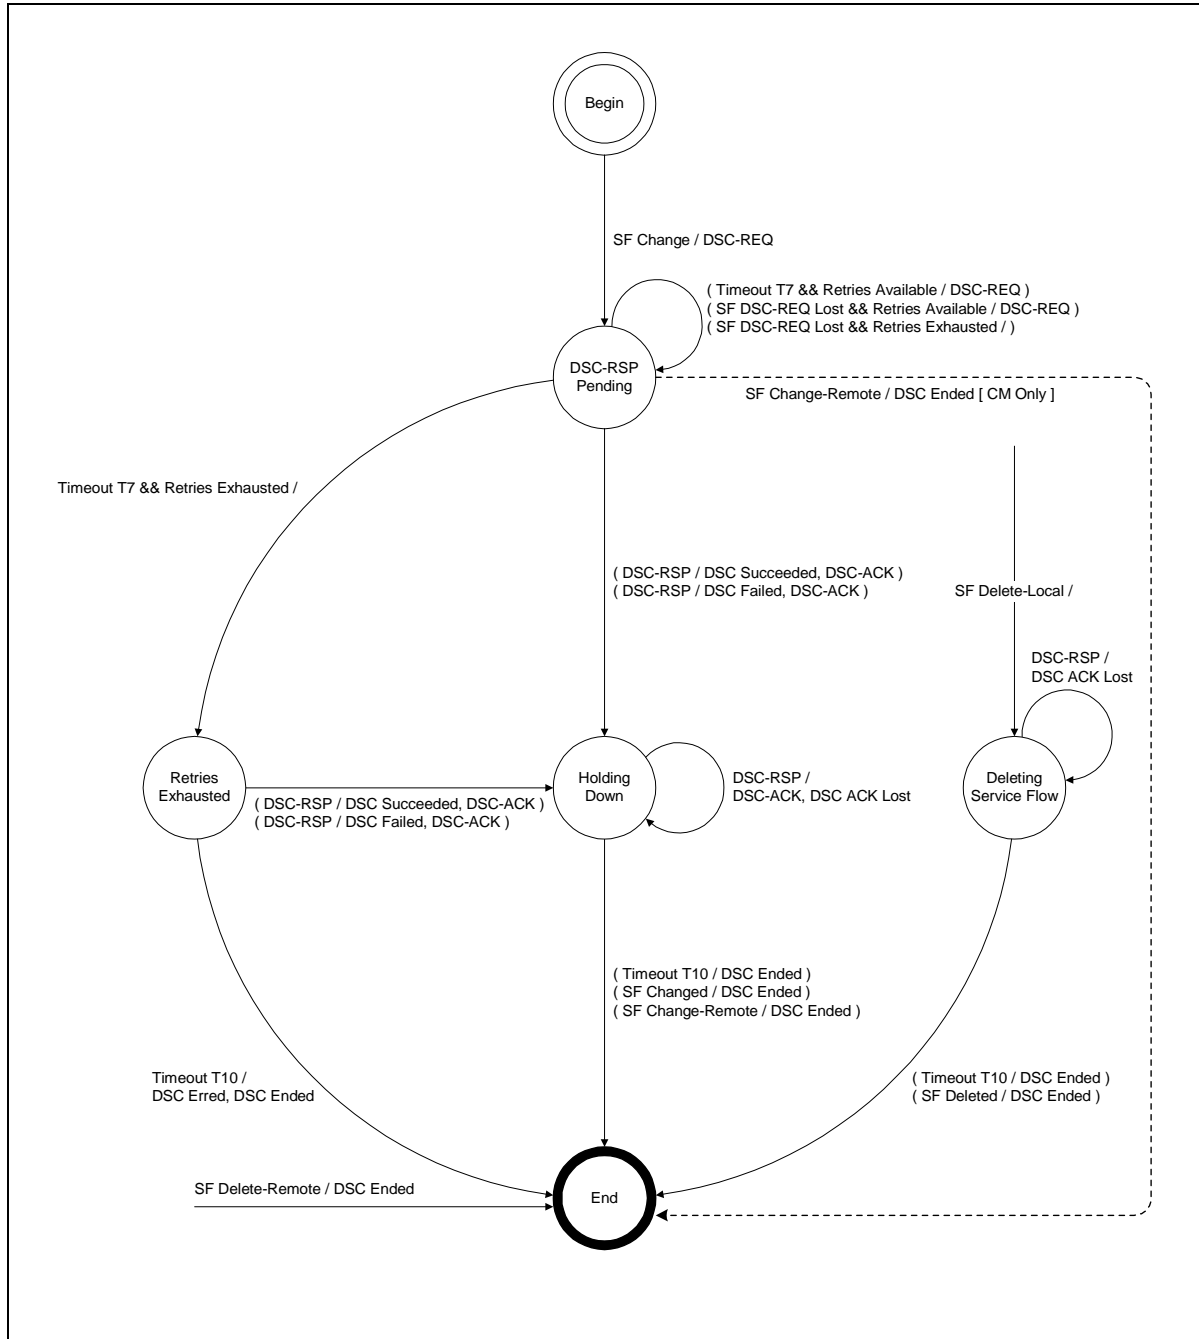 Begin
SF Change / DSC-REQ
( Timeout T7 && Retries Available / DSC-REQ )
( SF DSC-REQ Lost && Retries Available / DSC-REQ )
( SF DSC-REQ Lost && Retries Exhausted / )
DSC-RSP
Pending
SF Change-Remote / DSC Ended [ CM Only ]
Timeout T7 && Retries Exhausted /
( DSC-RSP / DSC Succeeded, DSC-ACK )
( DSC-RSP / DSC Failed, DSC-ACK )
SF Delete-Local /
DSC-RSP /
DSC ACK Lost
Retries
Exhausted
( DSC-RSP / DSC Succeeded, DSC-ACK )
( DSC-RSP / DSC Failed, DSC-ACK )
Holding
Down
DSC-RSP /
DSC-ACK, DSC ACK Lost
Deleting
Service Flow
( Timeout T10 / DSC Ended )
( SF Changed / DSC Ended )
( SF Change-Remote / DSC Ended )
Timeout T10 /
DSC Erred, DSC Ended
( Timeout T10 / DSC Ended )
( SF Deleted / DSC Ended )
SF Delete-Remote / DSC Ended
End